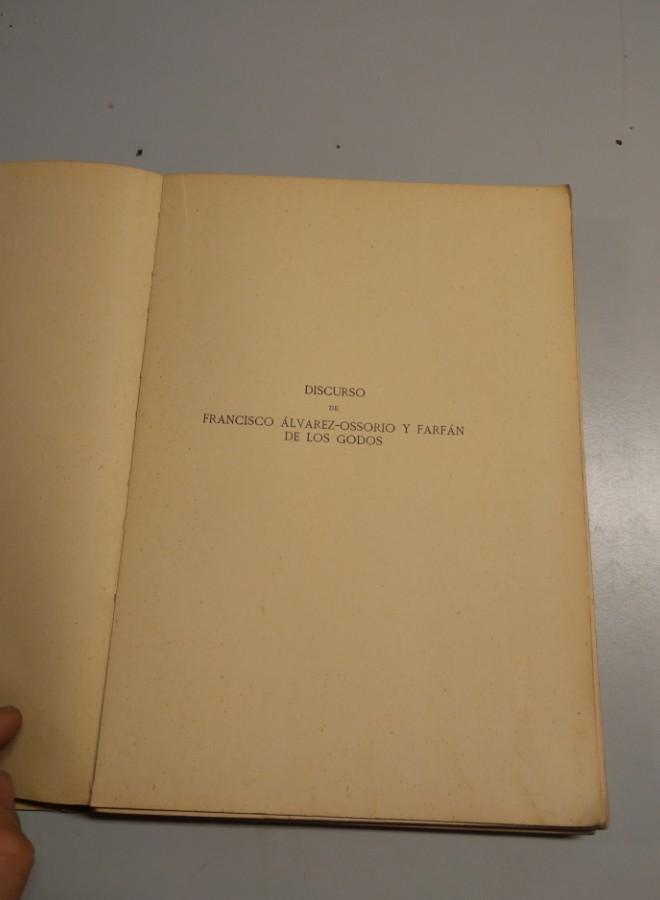 DISCURSO
DE
FRANCISCO ÁLVAREZ-OSSORIO Y FARFÁN
DE LOS GODOS